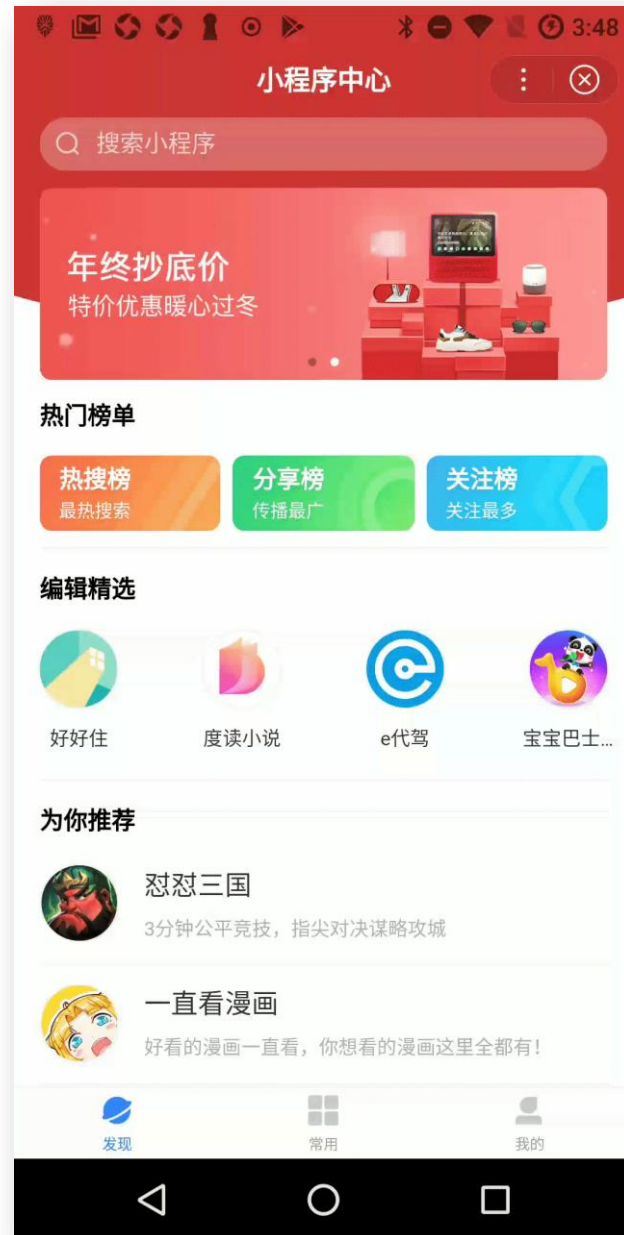 3:48
小程序中心
搜索小程序
年终抄底价
特价优惠暖心过冬
热门榜单
热搜榜
最热搜索
分享榜
传播最广
关注榜
关注最多
编辑精选
好好住
度读小说
e代驾
宝宝巴士...
为你推荐
怼怼三国
3分钟公平竞技，指尖对决谋略攻城
一直看漫画
好看的漫画一直看，你想看的漫画这里全都有！
发现
常用
我的